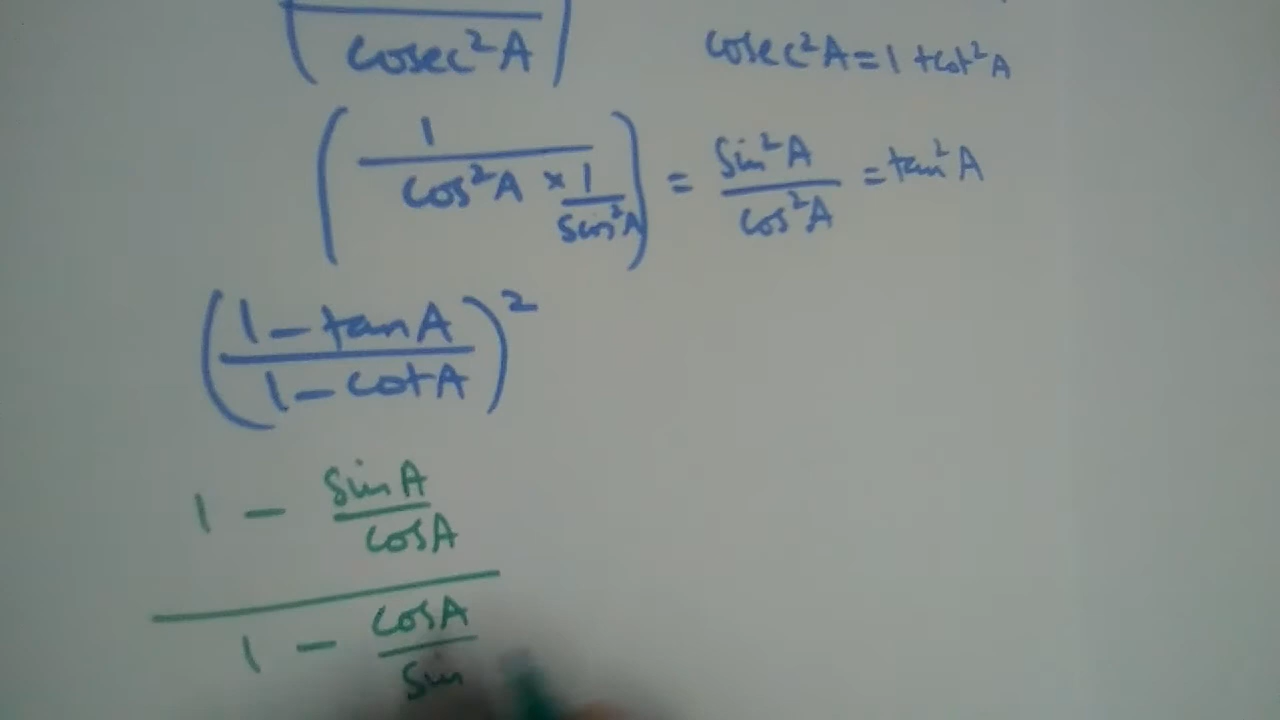 cosec²A
cosec²A = 1 + cot²A
( 1 / cos²A × 1/sin²A ) = sin²A / cos²A = tan²A
( 1 - tanA / 1 - cotA )²
1 - sinA / cosA
1 - cosA / sin